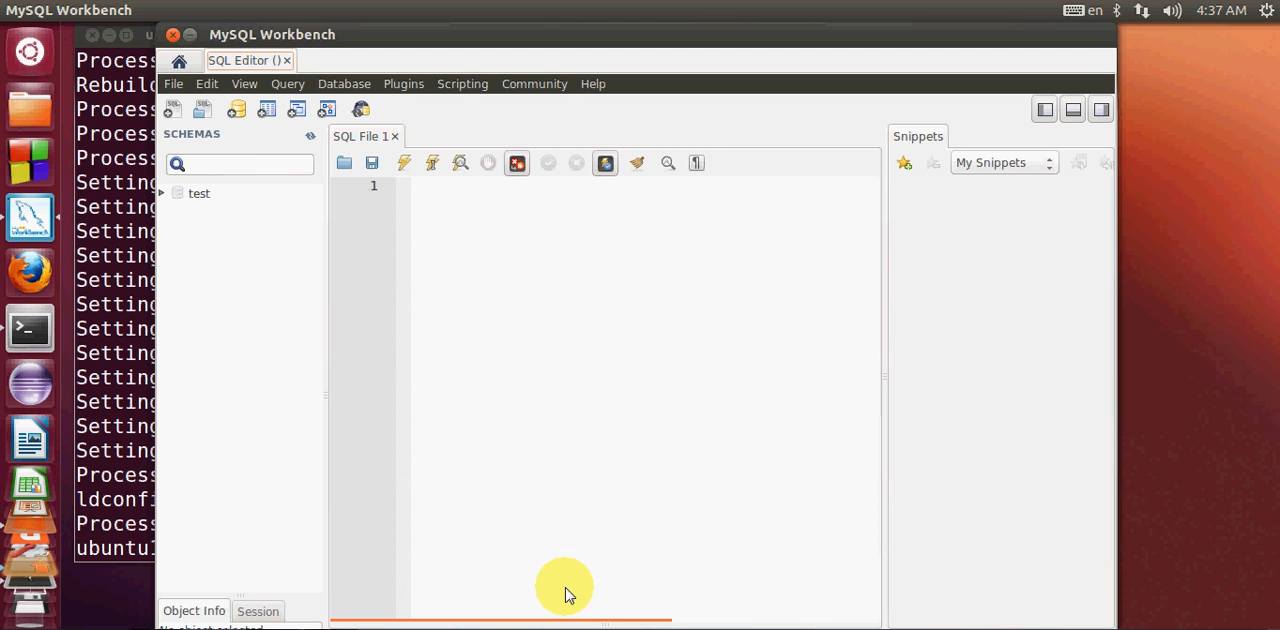 MySQL Workbench
en
4:37 AM
MySQL Workbench
SQL Editor ()
File Edit View Query Database Plugins Scripting Community Help
SCHEMAS
test
Object Info
Session
SQL File 1
1
Snippets
My Snippets
Process
Rebuild
Process
Process
Process
Setting
Setting
Setting
Setting
Setting
Setting
Setting
Setting
Setting
Setting
Setting
Setting
Process
ldconfi
Process
ubuntu1